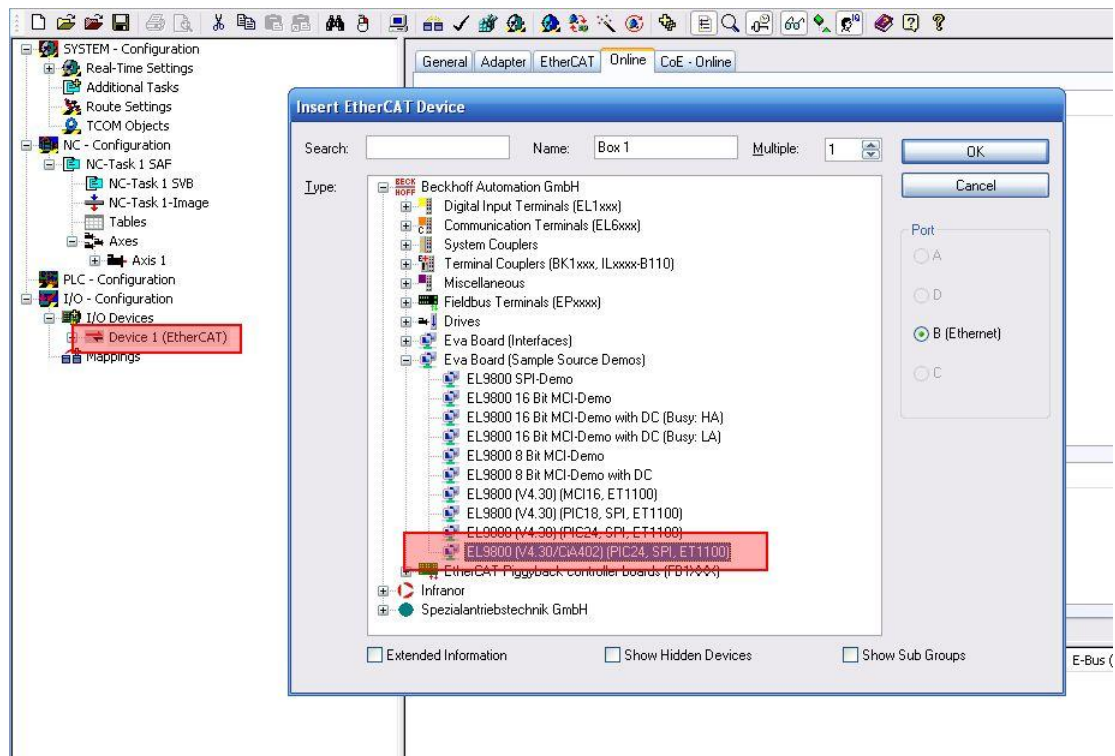 SYSTEM - Configuration
Real-Time Settings
Additional Tasks
Route Settings
TCOM Objects
NC - Configuration
NC-Task 1 SAF
NC-Task 1 SVB
NC-Task 1-Image
Tables
Axes
Axis 1
PLC - Configuration
I/O - Configuration
I/O Devices
Device 1 (EtherCAT)
Mappings
General Adapter EtherCAT Online CoE - Online
Insert EtherCAT Device
Search: Name: Box 1 Multiple: 1 OK
Cancel
Type:
BECK
HOFF
Beckhoff Automation GmbH
Digital Input Terminals (EL1xxx)
Communication Terminals (EL6xxx)
System Couplers
Terminal Couplers (BK1xxx, ILxxxx-B110)
Miscellaneous
Fieldbus Terminals (EPxxxx)
Drives
Eva Board (Interfaces)
Eva Board (Sample Source Demos)
EL9800 SPI-Demo
EL9800 16 Bit MCI-Demo
EL9800 16 Bit MCI-Demo with DC (Busy: HA)
EL9800 16 Bit MCI-Demo with DC (Busy: LA)
EL9800 8 Bit MCI-Demo
EL9800 8 Bit MCI-Demo with DC
EL9800 (V4.30) (MCI16, ET1100)
EL9800 (V4.30) (PIC18, SPI, ET1100)
EL9800 (V4.30) (PIC24, SPI, ET1100)
EL9800 (V4.30/CiA402) (PIC24, SPI, ET1100)
EtherCAT Piggyback controller boards (FB1XXX)
Infranor
Spezialantriebstechnik GmbH
Port
A
D
B (Ethernet)
C
Extended Information Show Hidden Devices Show Sub Groups
E-Bus (